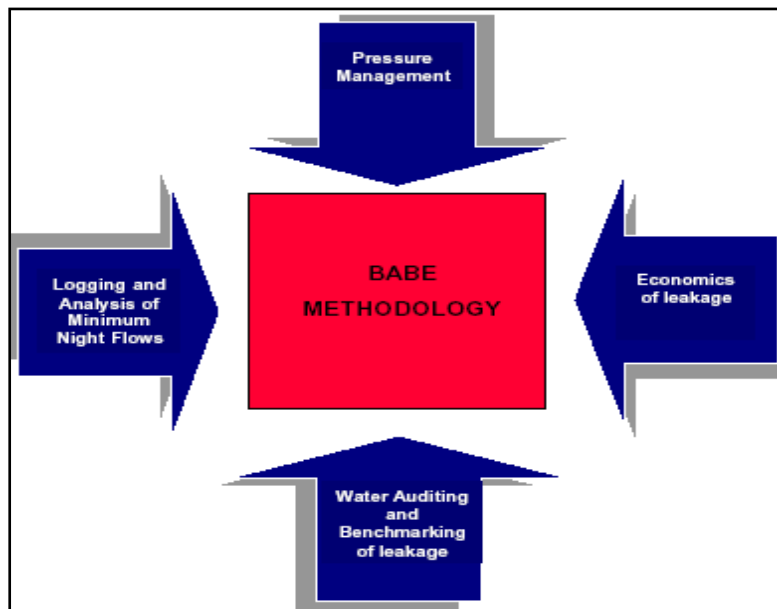 Pressure
Management
Logging and
Analysis of
Minimum
Night Flows
BABE
METHODOLOGY
Economics
of leakage
Water Auditing
and
Benchmarking
of leakage